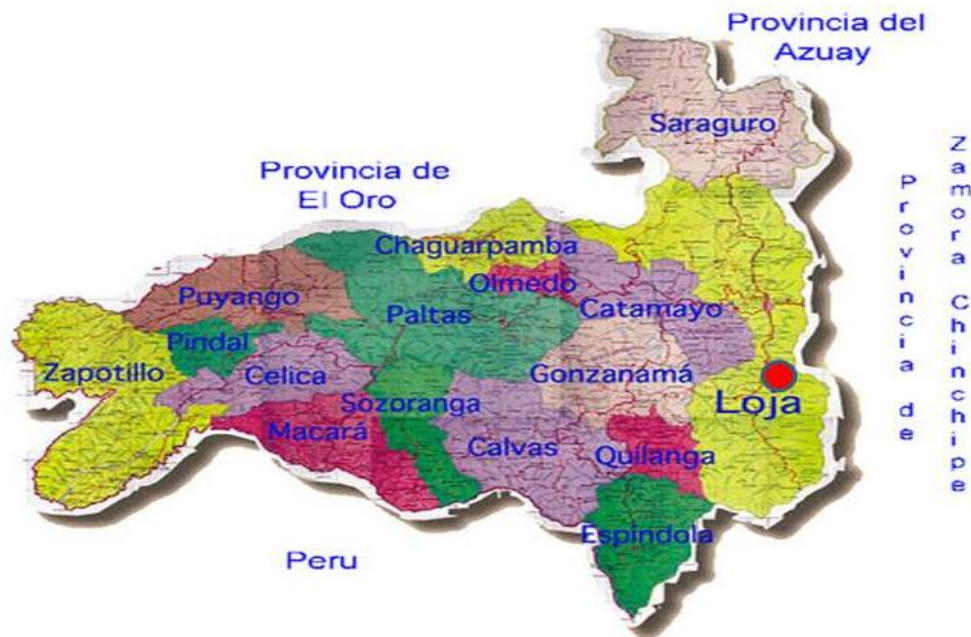 Provincia del
Azuay
Saraguro
Provincia de
El Oro
Chaguarpamba
Olmedo
Puyango
Paltas
Catamayo
Pindal
Zapotillo
Celica
Gonzanamá
Loja
Sozoranga
Macará
Calvas
Quilanga
Espíndola
Peru
Provincia de
Zamora Chinchipe